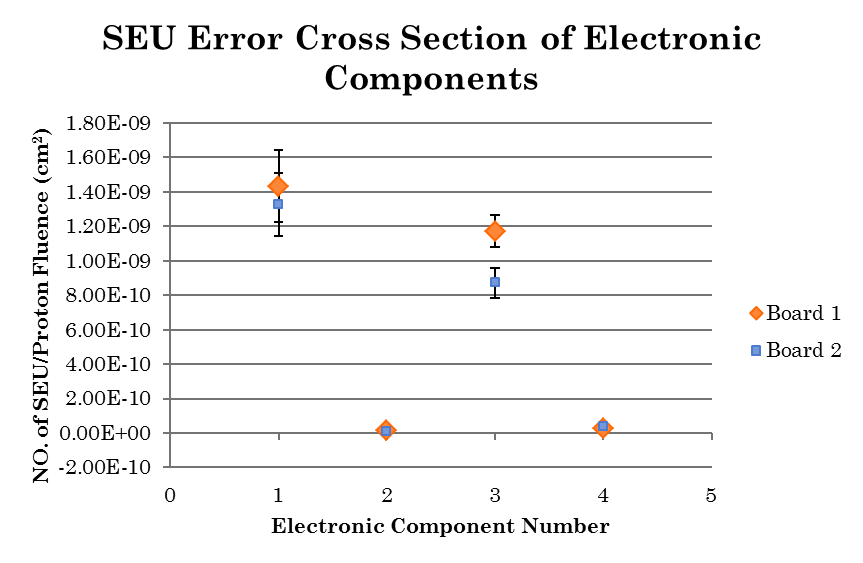 SEU Error Cross Section of Electronic
Components
NO. of SEU/Proton Fluence (cm²)
1.80E-09
1.60E-09
1.40E-09
1.20E-09
1.00E-09
8.00E-10
6.00E-10
4.00E-10
2.00E-10
0.00E+00
-2.00E-10
0 1 2 3 4 5
Electronic Component Number
Board 1
Board 2